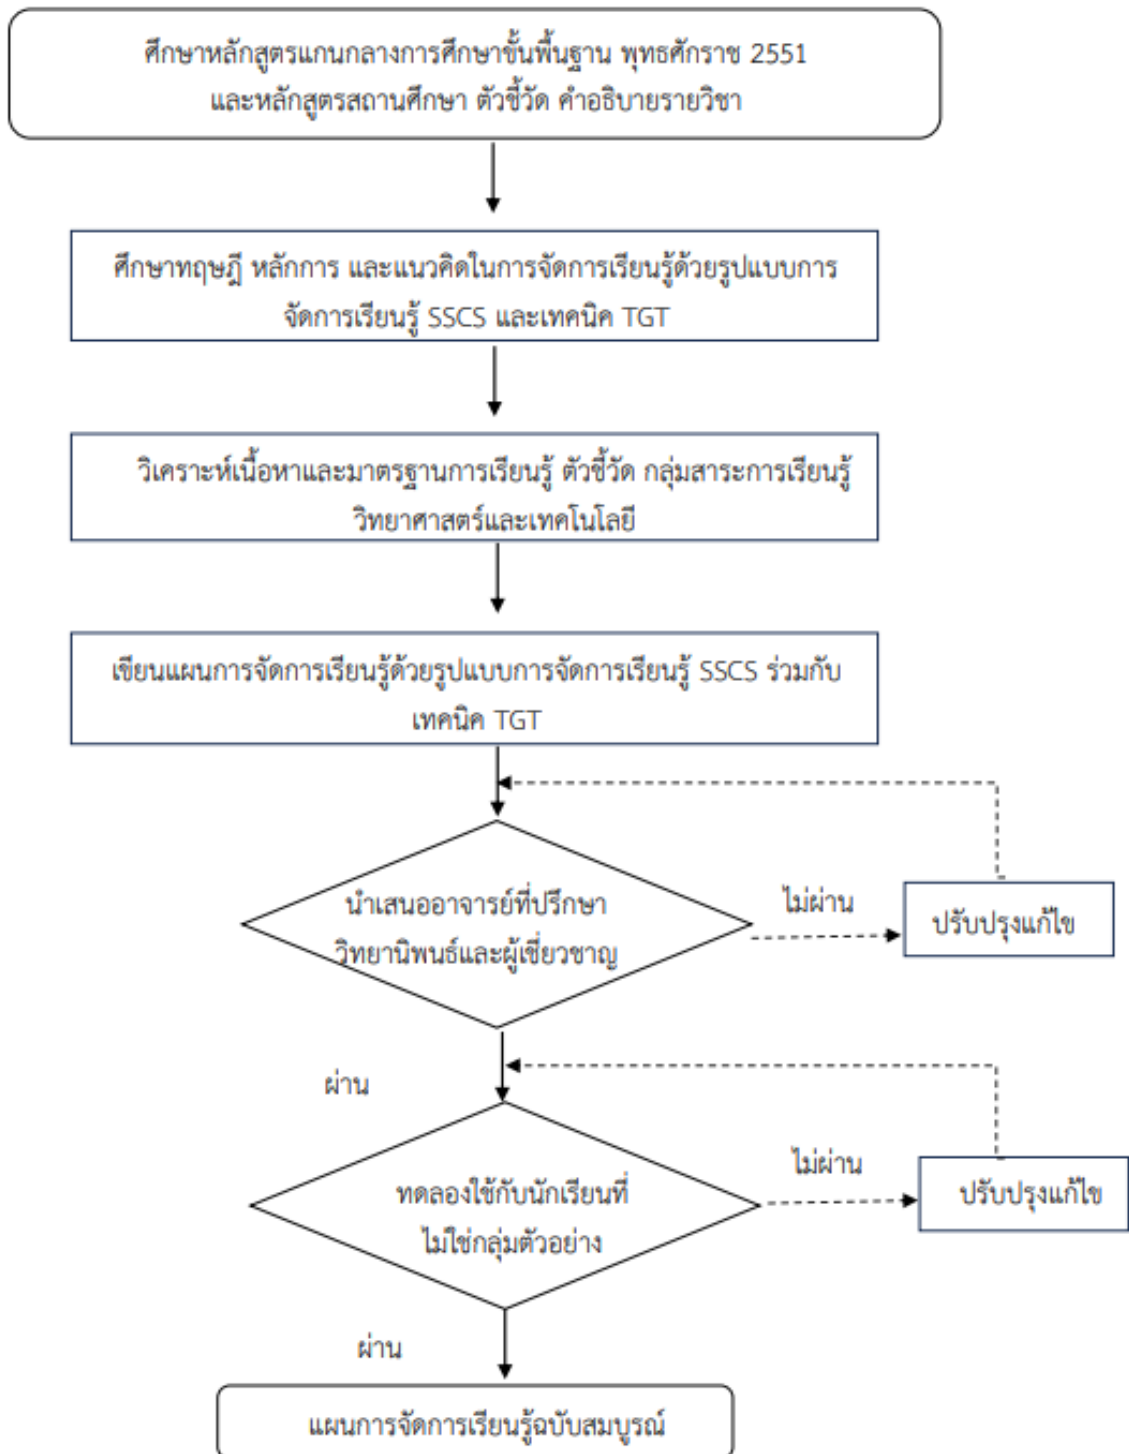 ศึกษาหลักสูตรแกนกลางการศึกษาขั้นพื้นฐาน พุทธศักราช 2551
และหลักสูตรสถานศึกษา ตัวชี้วัด คำอธิบายรายวิชา
ศึกษาทฤษฎี หลักการ และแนวคิดในการจัดการเรียนรู้ด้วยรูปแบบการ
จัดการเรียนรู้ SSCS และเทคนิค TGT
วิเคราะห์เนื้อหาและมาตรฐานการเรียนรู้ ตัวชี้วัด กลุ่มสาระการเรียนรู้
วิทยาศาสตร์และเทคโนโลยี
เขียนแผนการจัดการเรียนรู้ด้วยรูปแบบการจัดการเรียนรู้ SSCS ร่วมกับ
เทคนิค TGT
นำเสนออาจารย์ที่ปรึกษา
วิทยานิพนธ์และผู้เชี่ยวชาญ
ไม่ผ่าน
ปรับปรุงแก้ไข
ผ่าน
ทดลองใช้กับนักเรียนที่
ไม่ใช่กลุ่มตัวอย่าง
ไม่ผ่าน
ปรับปรุงแก้ไข
ผ่าน
แผนการจัดการเรียนรู้ฉบับสมบูรณ์